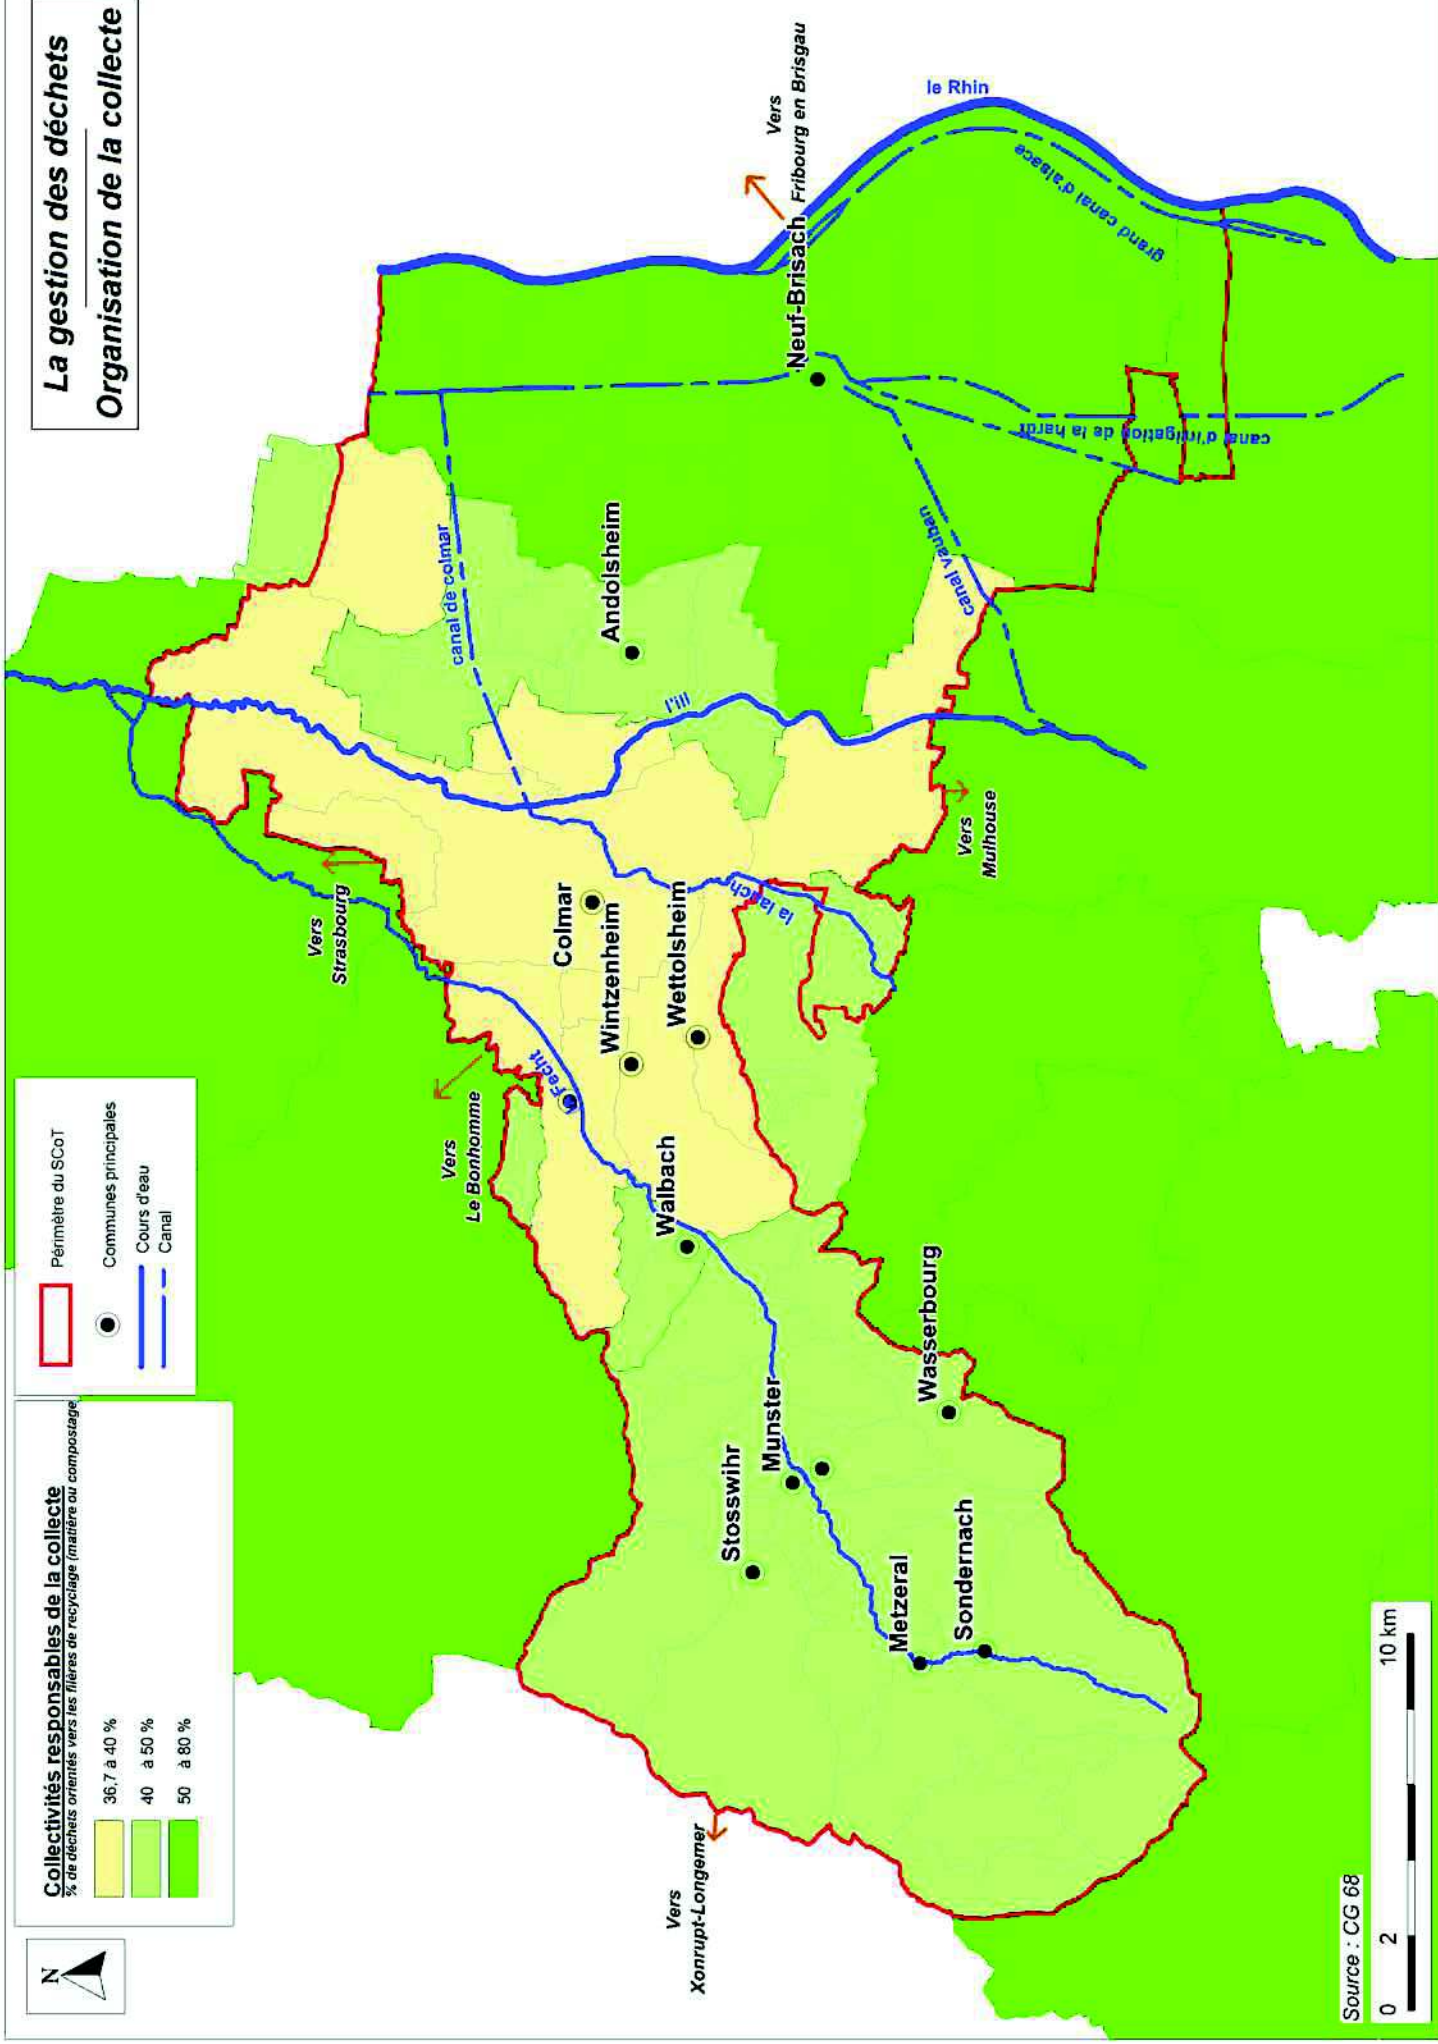 La gestion des déchets
Organisation de la collecte
N
Collectivités responsables de la collecte
% de déchets orientés vers les filières de recyclage (matière ou compostage
36,7 à 40 %
40 à 50 %
50 à 80 %
Périmètre du SCoT
Communes principales
Cours d'eau
Canal
Vers
Strasbourg
Vers
Le Bonhomme
Vers
Xonrupt-Longemer
Vers
Mulhouse
Vers
Fribourg en Brisgau
le Rhin
grand canal d'alsace
canal d'irrigation de la hardt
canal vauban
canal de colmar
l'ill
la lauch
Fecht
Neuf-Brisach
Andolsheim
Colmar
Wintzenheim
Wettolsheim
Walbach
Wasserbourg
Munster
Stosswihr
Metzeral
Sondernach
Source : CG 68
0 2 10 km